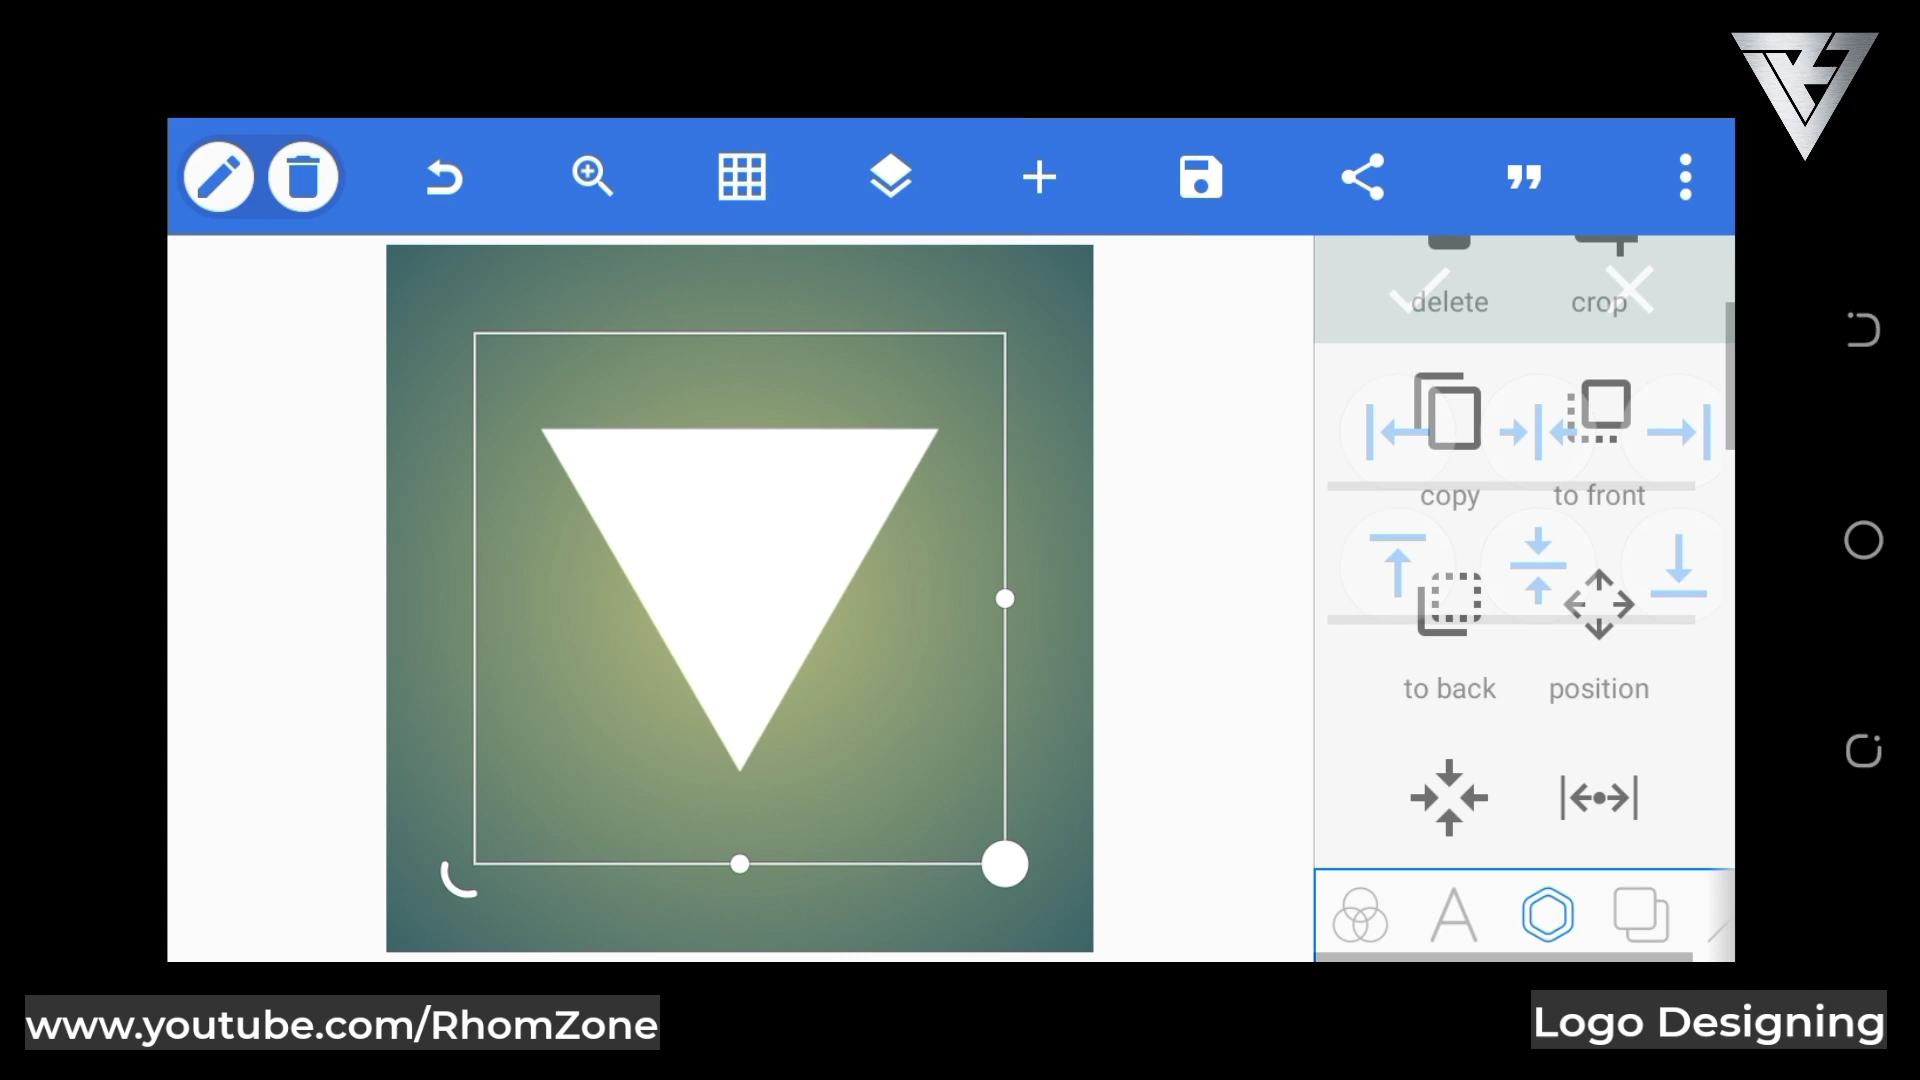 delete
crop
copy
to front
to back
position
www.youtube.com/RhomZone
Logo Designing